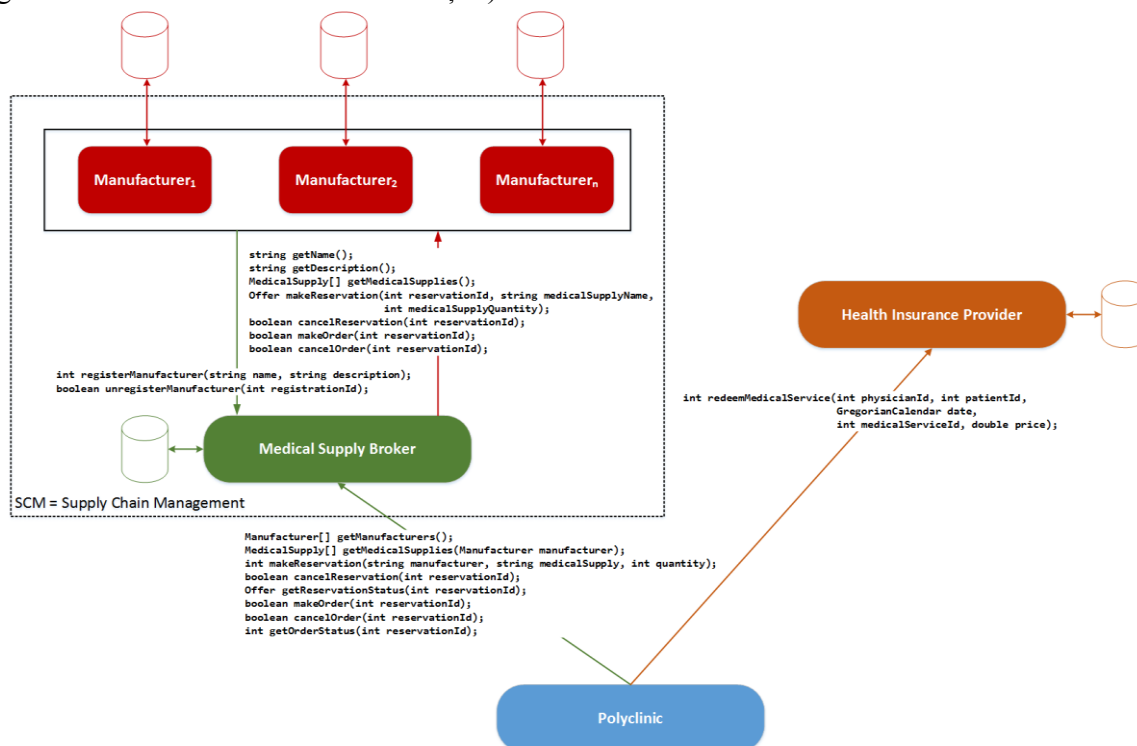 Manufacturer1
Manufacturer2
Manufacturern
string getName();
string getDescription();
MedicalSupply[] getMedicalSupplies();
Offer makeReservation(int reservationId, string medicalSupplyName,
int medicalSupplyQuantity);
boolean cancelReservation(int reservationId);
boolean makeOrder(int reservationId);
boolean cancelOrder(int reservationId);
Health Insurance Provider
int registerManufacturer(string name, string description);
boolean unregisterManufacturer(int registrationId);
int redeemMedicalService(int physicianId, int patientId,
GregorianCalendar date,
int medicalServiceId, double price);
Medical Supply Broker
SCM = Supply Chain Management
Manufacturer[] getManufacturers();
MedicalSupply[] getMedicalSupplies(Manufacturer manufacturer);
int makeReservation(string manufacturer, string medicalSupply, int quantity);
boolean cancelReservation(int reservationId);
Offer getReservationStatus(int reservationId);
boolean makeOrder(int reservationId);
boolean cancelOrder(int reservationId);
int getOrderStatus(int reservationId);
Polyclinic